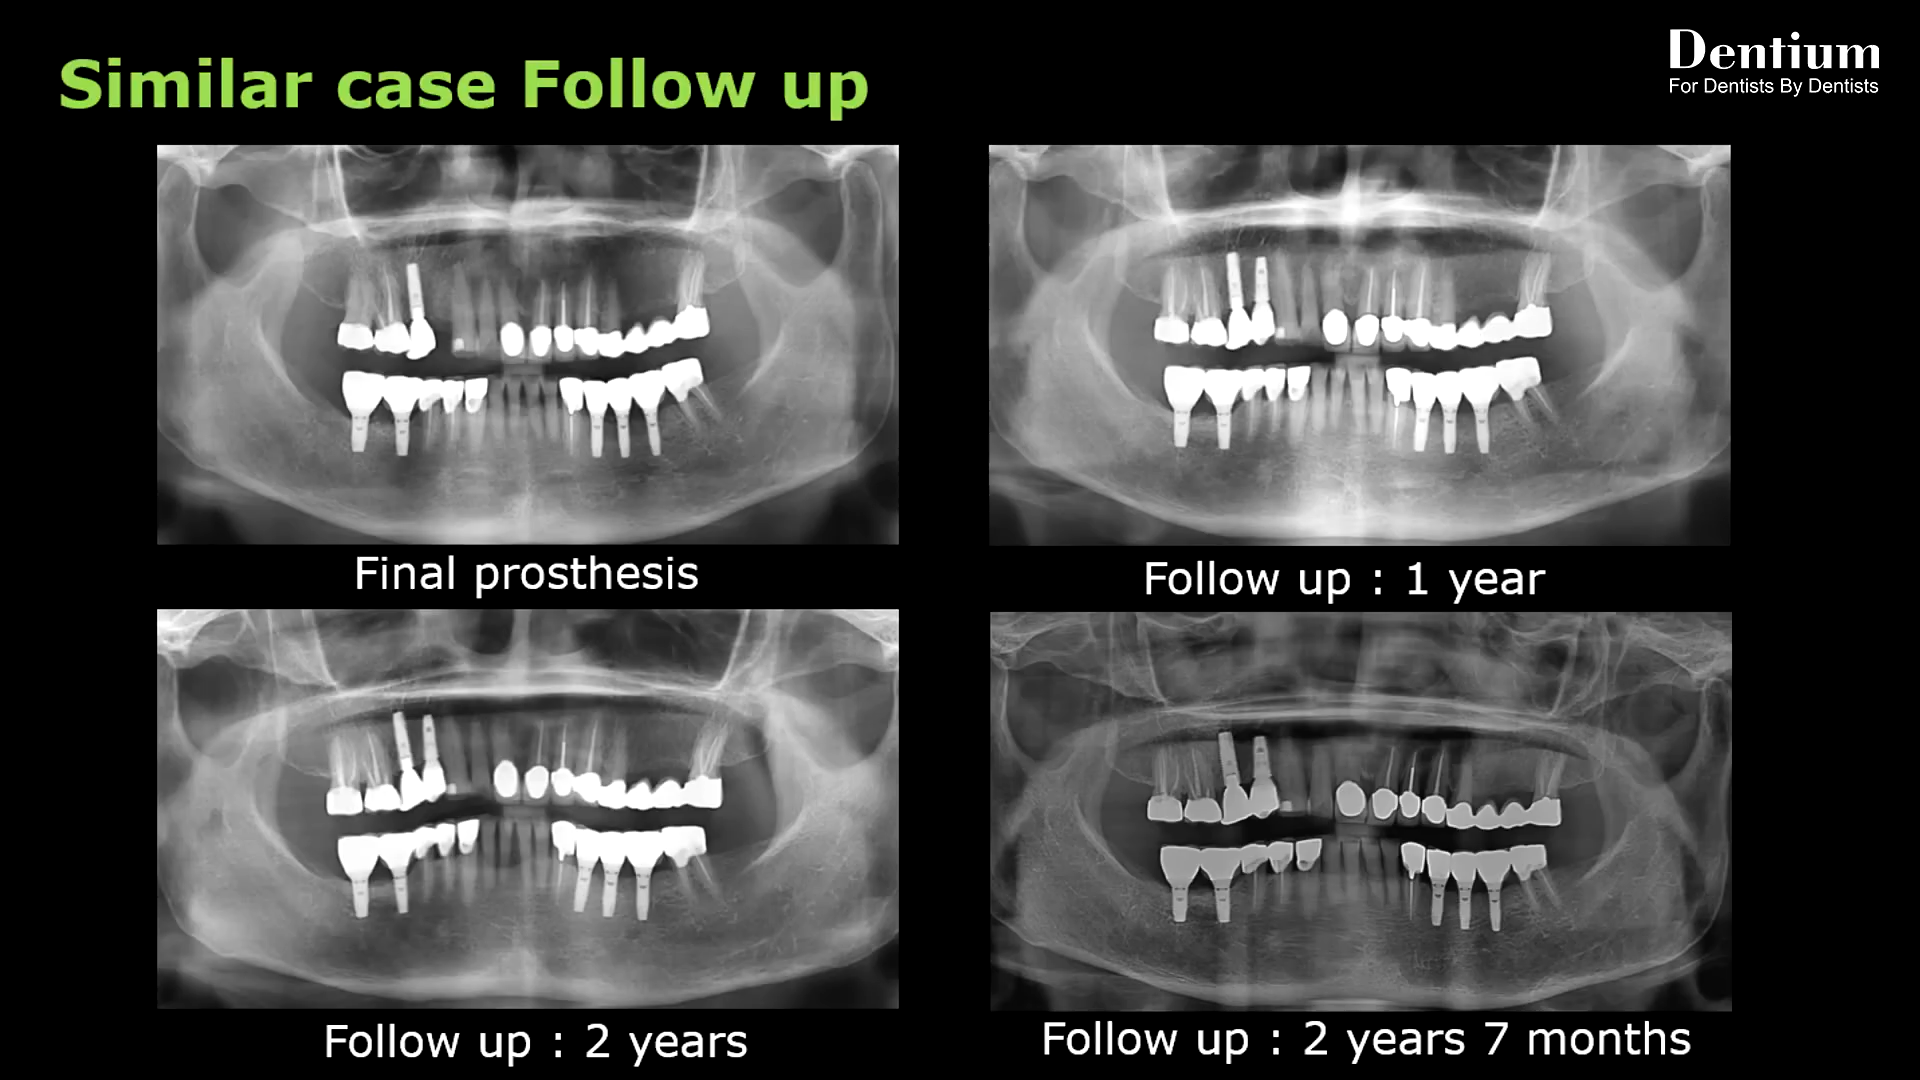 Similar case Follow up
Dentium
For Dentists By Dentists
Final prosthesis
Follow up : 1 year
Follow up : 2 years
Follow up : 2 years 7 months